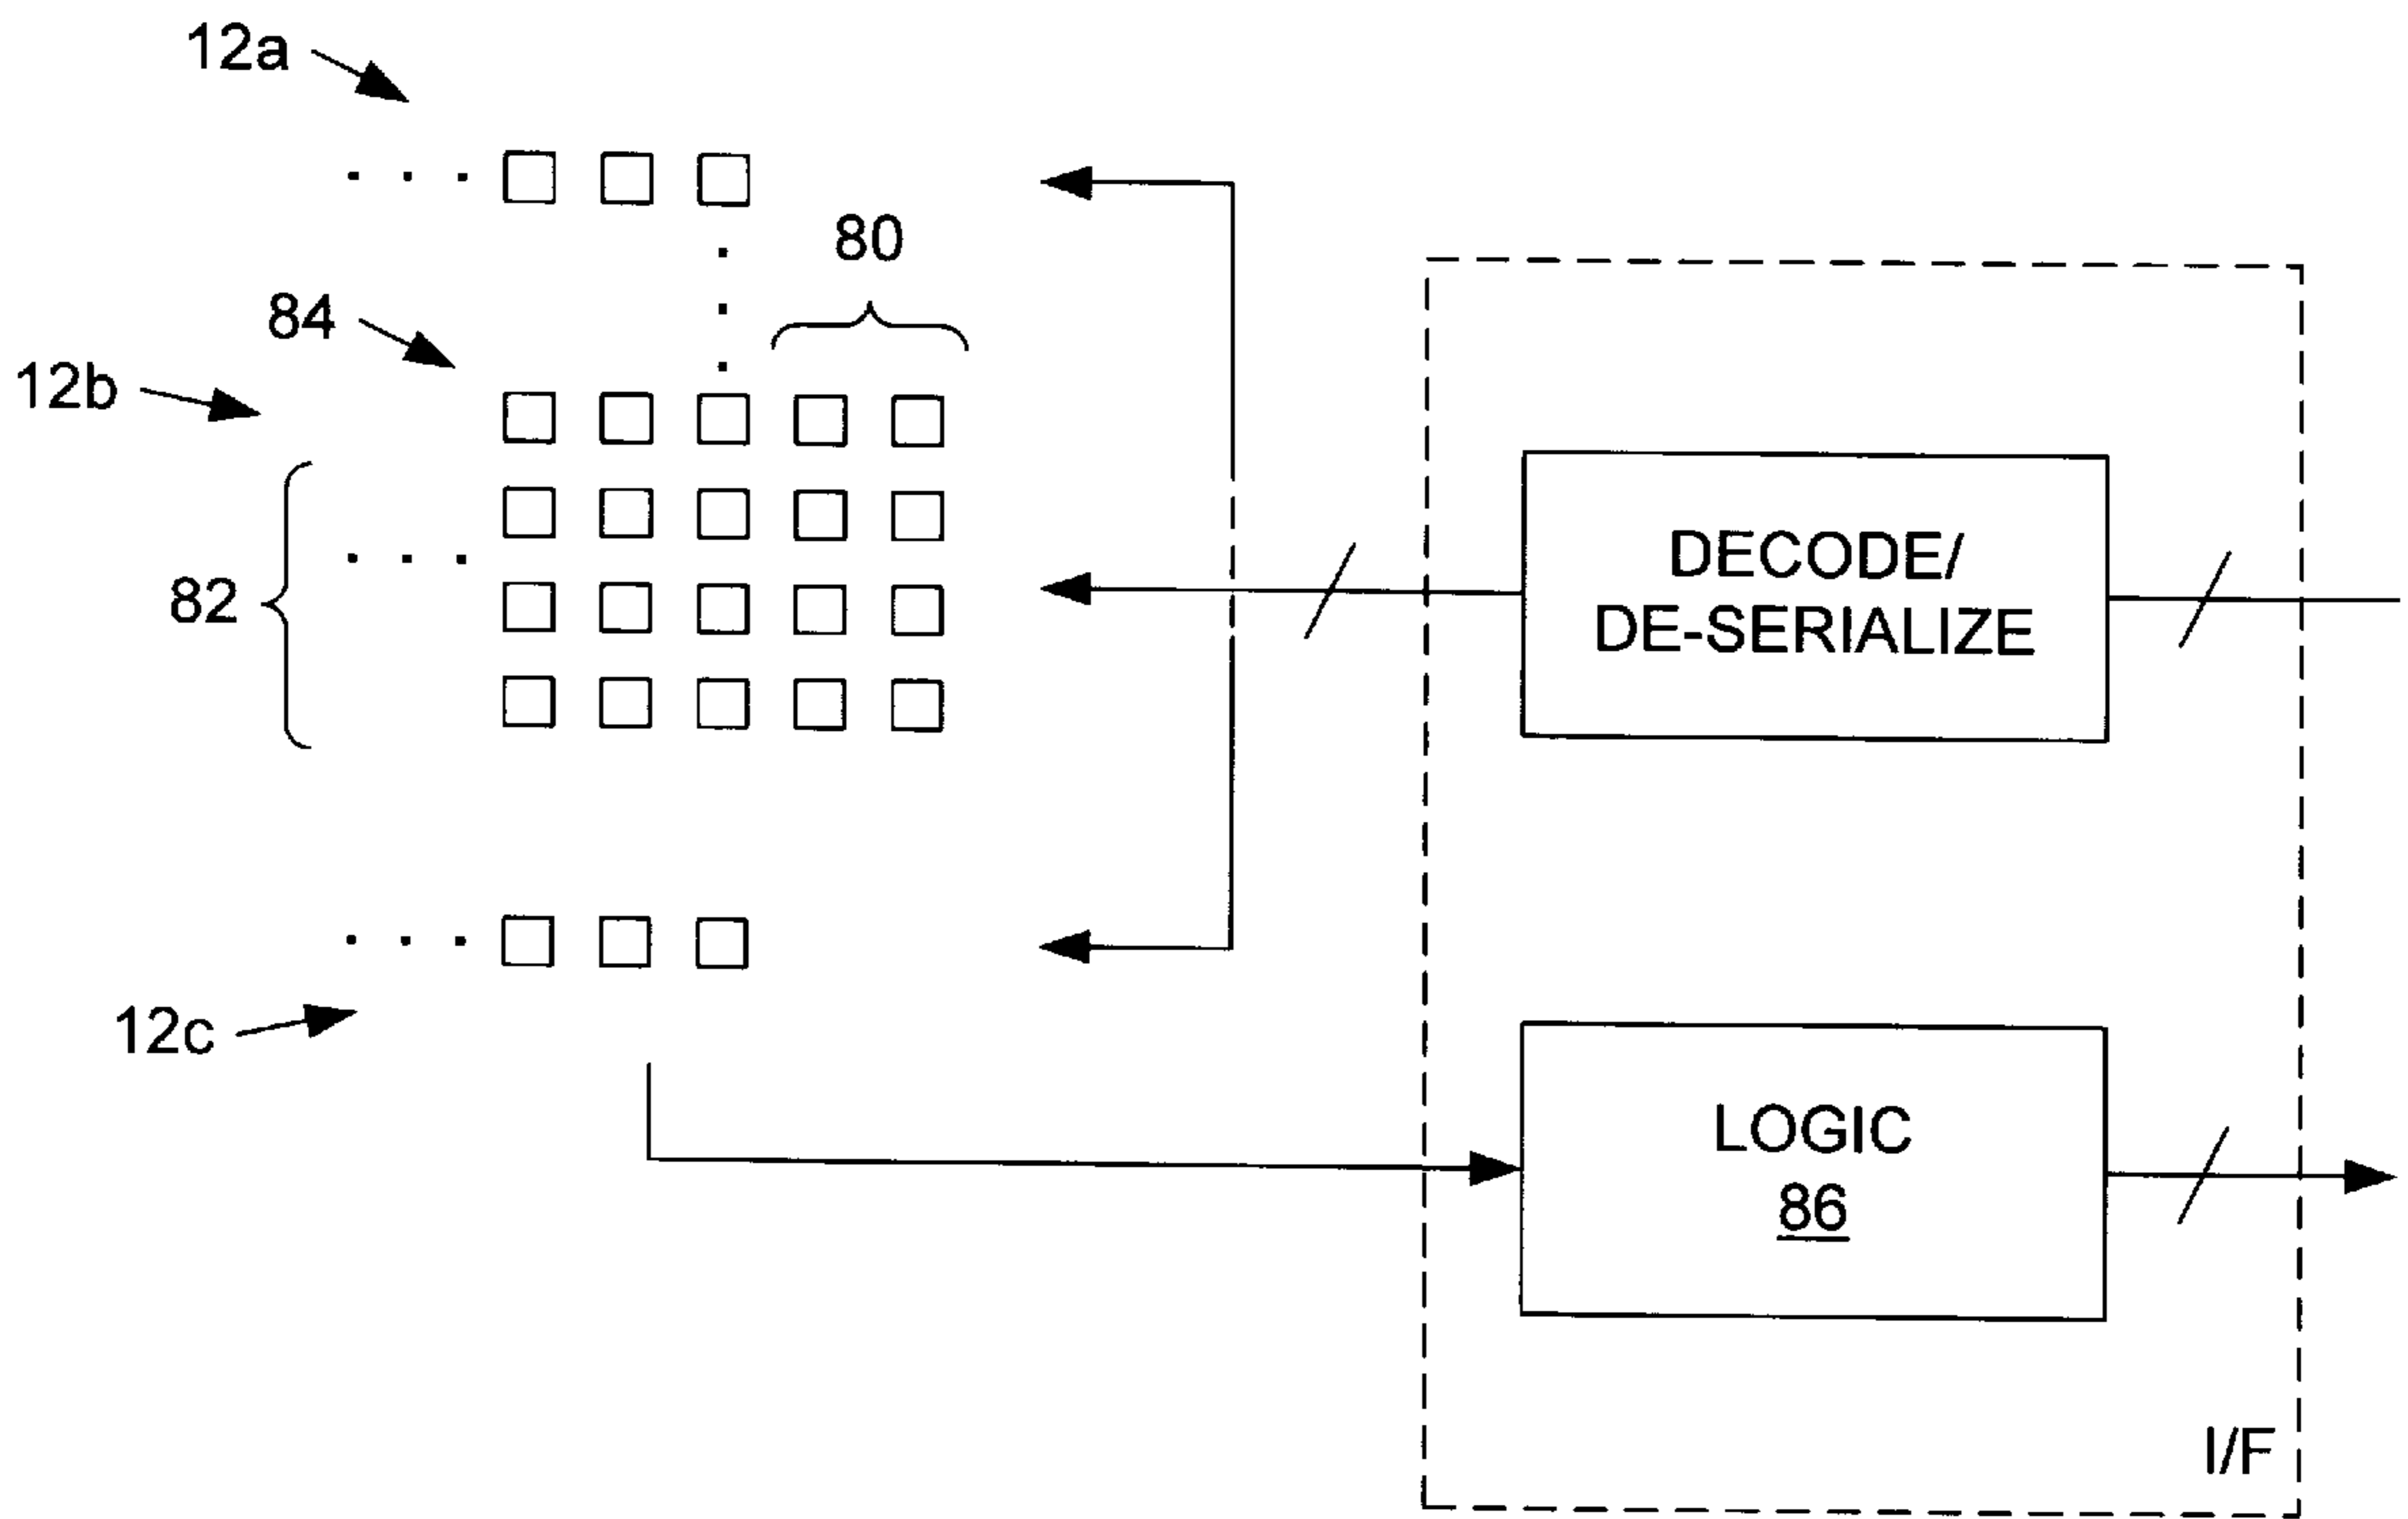 12a
80
84
12b
DECODE/
DE-SERIALIZE
82
12c
LOGIC
86
I/F